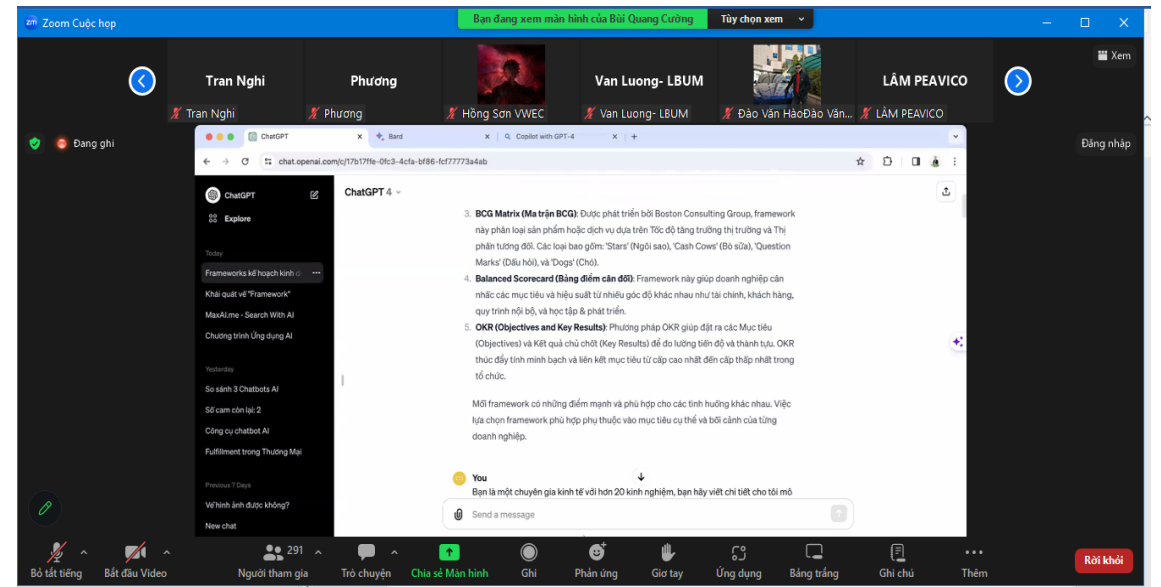 zm Zoom Cuộc họp
Bạn đang xem màn hình của Bùi Quang Cường
Tùy chọn xem
Xem
Tran Nghi
Phương
Van Luong- LBUM
LÂM PEAVICO
Tran Nghi
Phương
Hồng Sơn VWEC
Van Luong- LBUM
Đào Văn HàoĐào Văn...
LÂM PEAVICO
Đang ghi
Đăng nhập
ChatGPT
Bard
Copilot with GPT-4
chat.openai.com/c/17b17ffe-0fc3-4cfa-bf86-fcf77773a4ab
ChatGPT
Explore
Today
Frameworks kế hoạch kinh d
Khái quát về "Framework"
MaxAI.me - Search With AI
Chương trình Ứng dụng AI
Yesterday
So sánh 3 Chatbots AI
Số cam còn lại: 2
Công cụ chatbot AI
Fulfillment trong Thương Mại
Previous 7 Days
Vẽ hình ảnh được không?
New chat
ChatGPT 4
3. BCG Matrix (Ma trận BCG): Được phát triển bởi Boston Consulting Group, framework
này phân loại sản phẩm hoặc dịch vụ dựa trên Tốc độ tăng trưởng thị trường và Thị
phần tương đối. Các loại bao gồm: 'Stars' (Ngôi sao), 'Cash Cows' (Bò sữa), 'Question
Marks' (Dấu hỏi), và 'Dogs' (Chó).
4. Balanced Scorecard (Bảng điểm cân đối): Framework này giúp doanh nghiệp cân
nhắc các mục tiêu và hiệu suất từ nhiều góc độ khác nhau như tài chính, khách hàng,
quy trình nội bộ, và học tập & phát triển.
5. OKR (Objectives and Key Results): Phương pháp OKR giúp đặt ra các Mục tiêu
(Objectives) và Kết quả chủ chốt (Key Results) để đo lường tiến độ và thành tựu. OKR
thúc đẩy tính minh bạch và liên kết mục tiêu từ cấp cao nhất đến cấp thấp nhất trong
tổ chức.
Mỗi framework có những điểm mạnh và phù hợp cho các tình huống khác nhau. Việc
lựa chọn framework phù hợp phụ thuộc vào mục tiêu cụ thể và bối cảnh của từng
doanh nghiệp.
You
Bạn là một chuyên gia kinh tế với hơn 20 kinh nghiệm, bạn hãy viết chi tiết cho tôi mô
Send a message
Bỏ tắt tiếng
Bắt đầu Video
291
Người tham gia
Trò chuyện
Chia sẻ Màn hình
Ghi
Phản ứng
Giơ tay
Ứng dụng
Bảng trắng
Ghi chú
Thêm
Rời khỏi